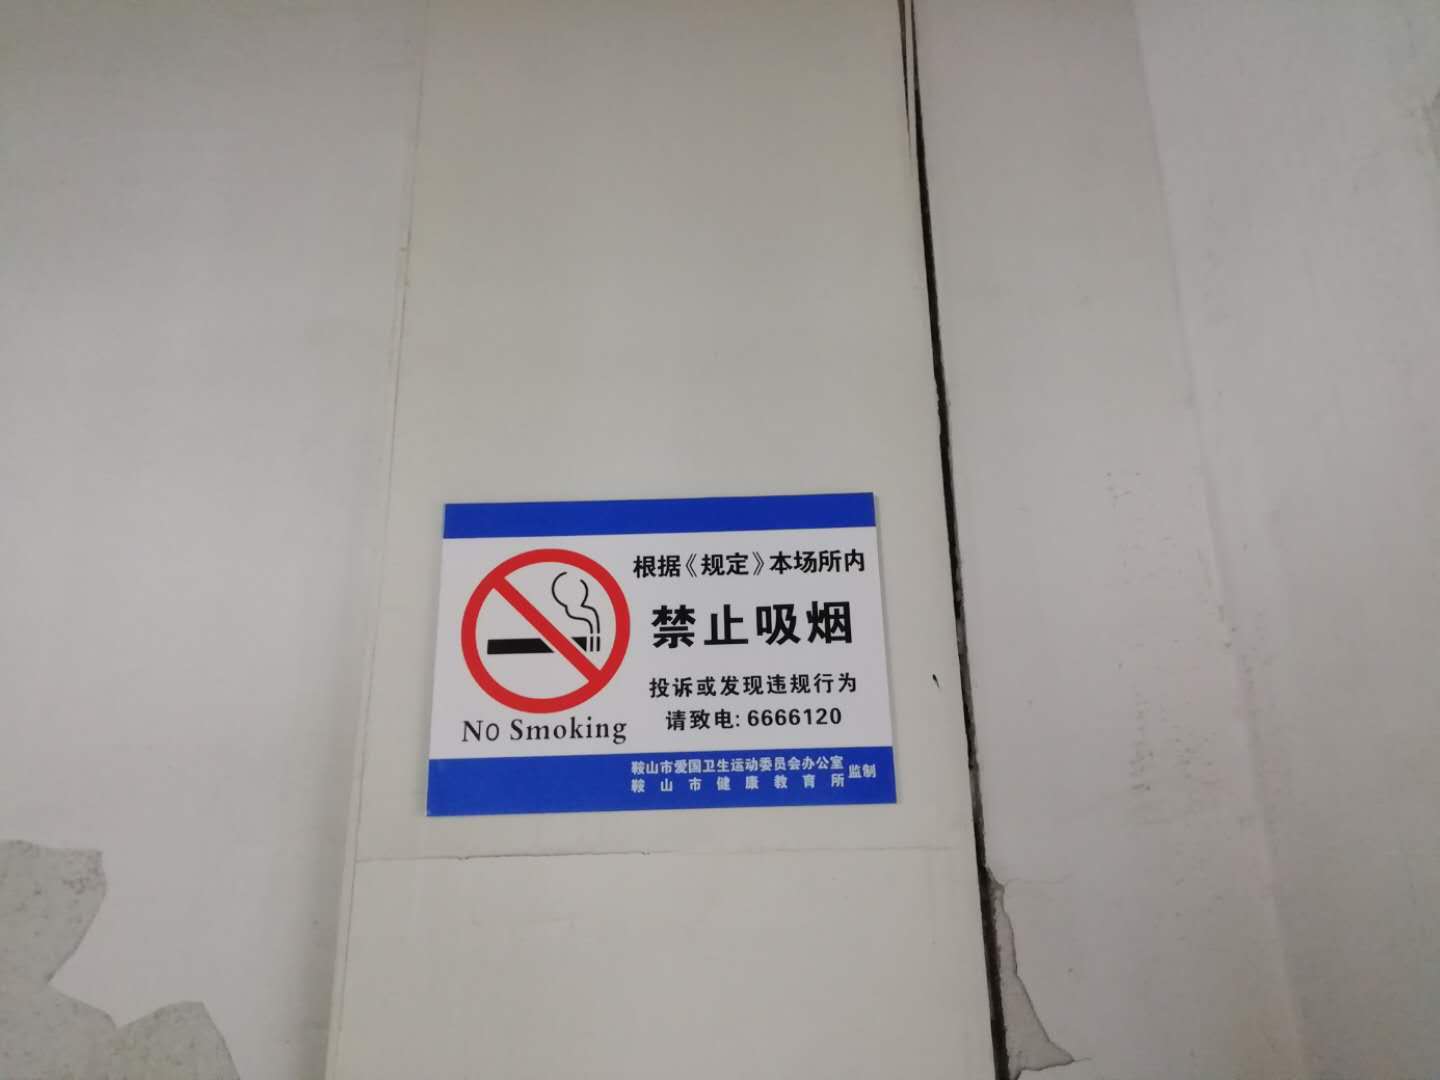 根据《规定》本场所内
禁止吸烟
投诉或发现违规行为
请致电:6666120
No Smoking
鞍山市爱国卫生运动委员会办公室
鞍山市健康教育所
监制